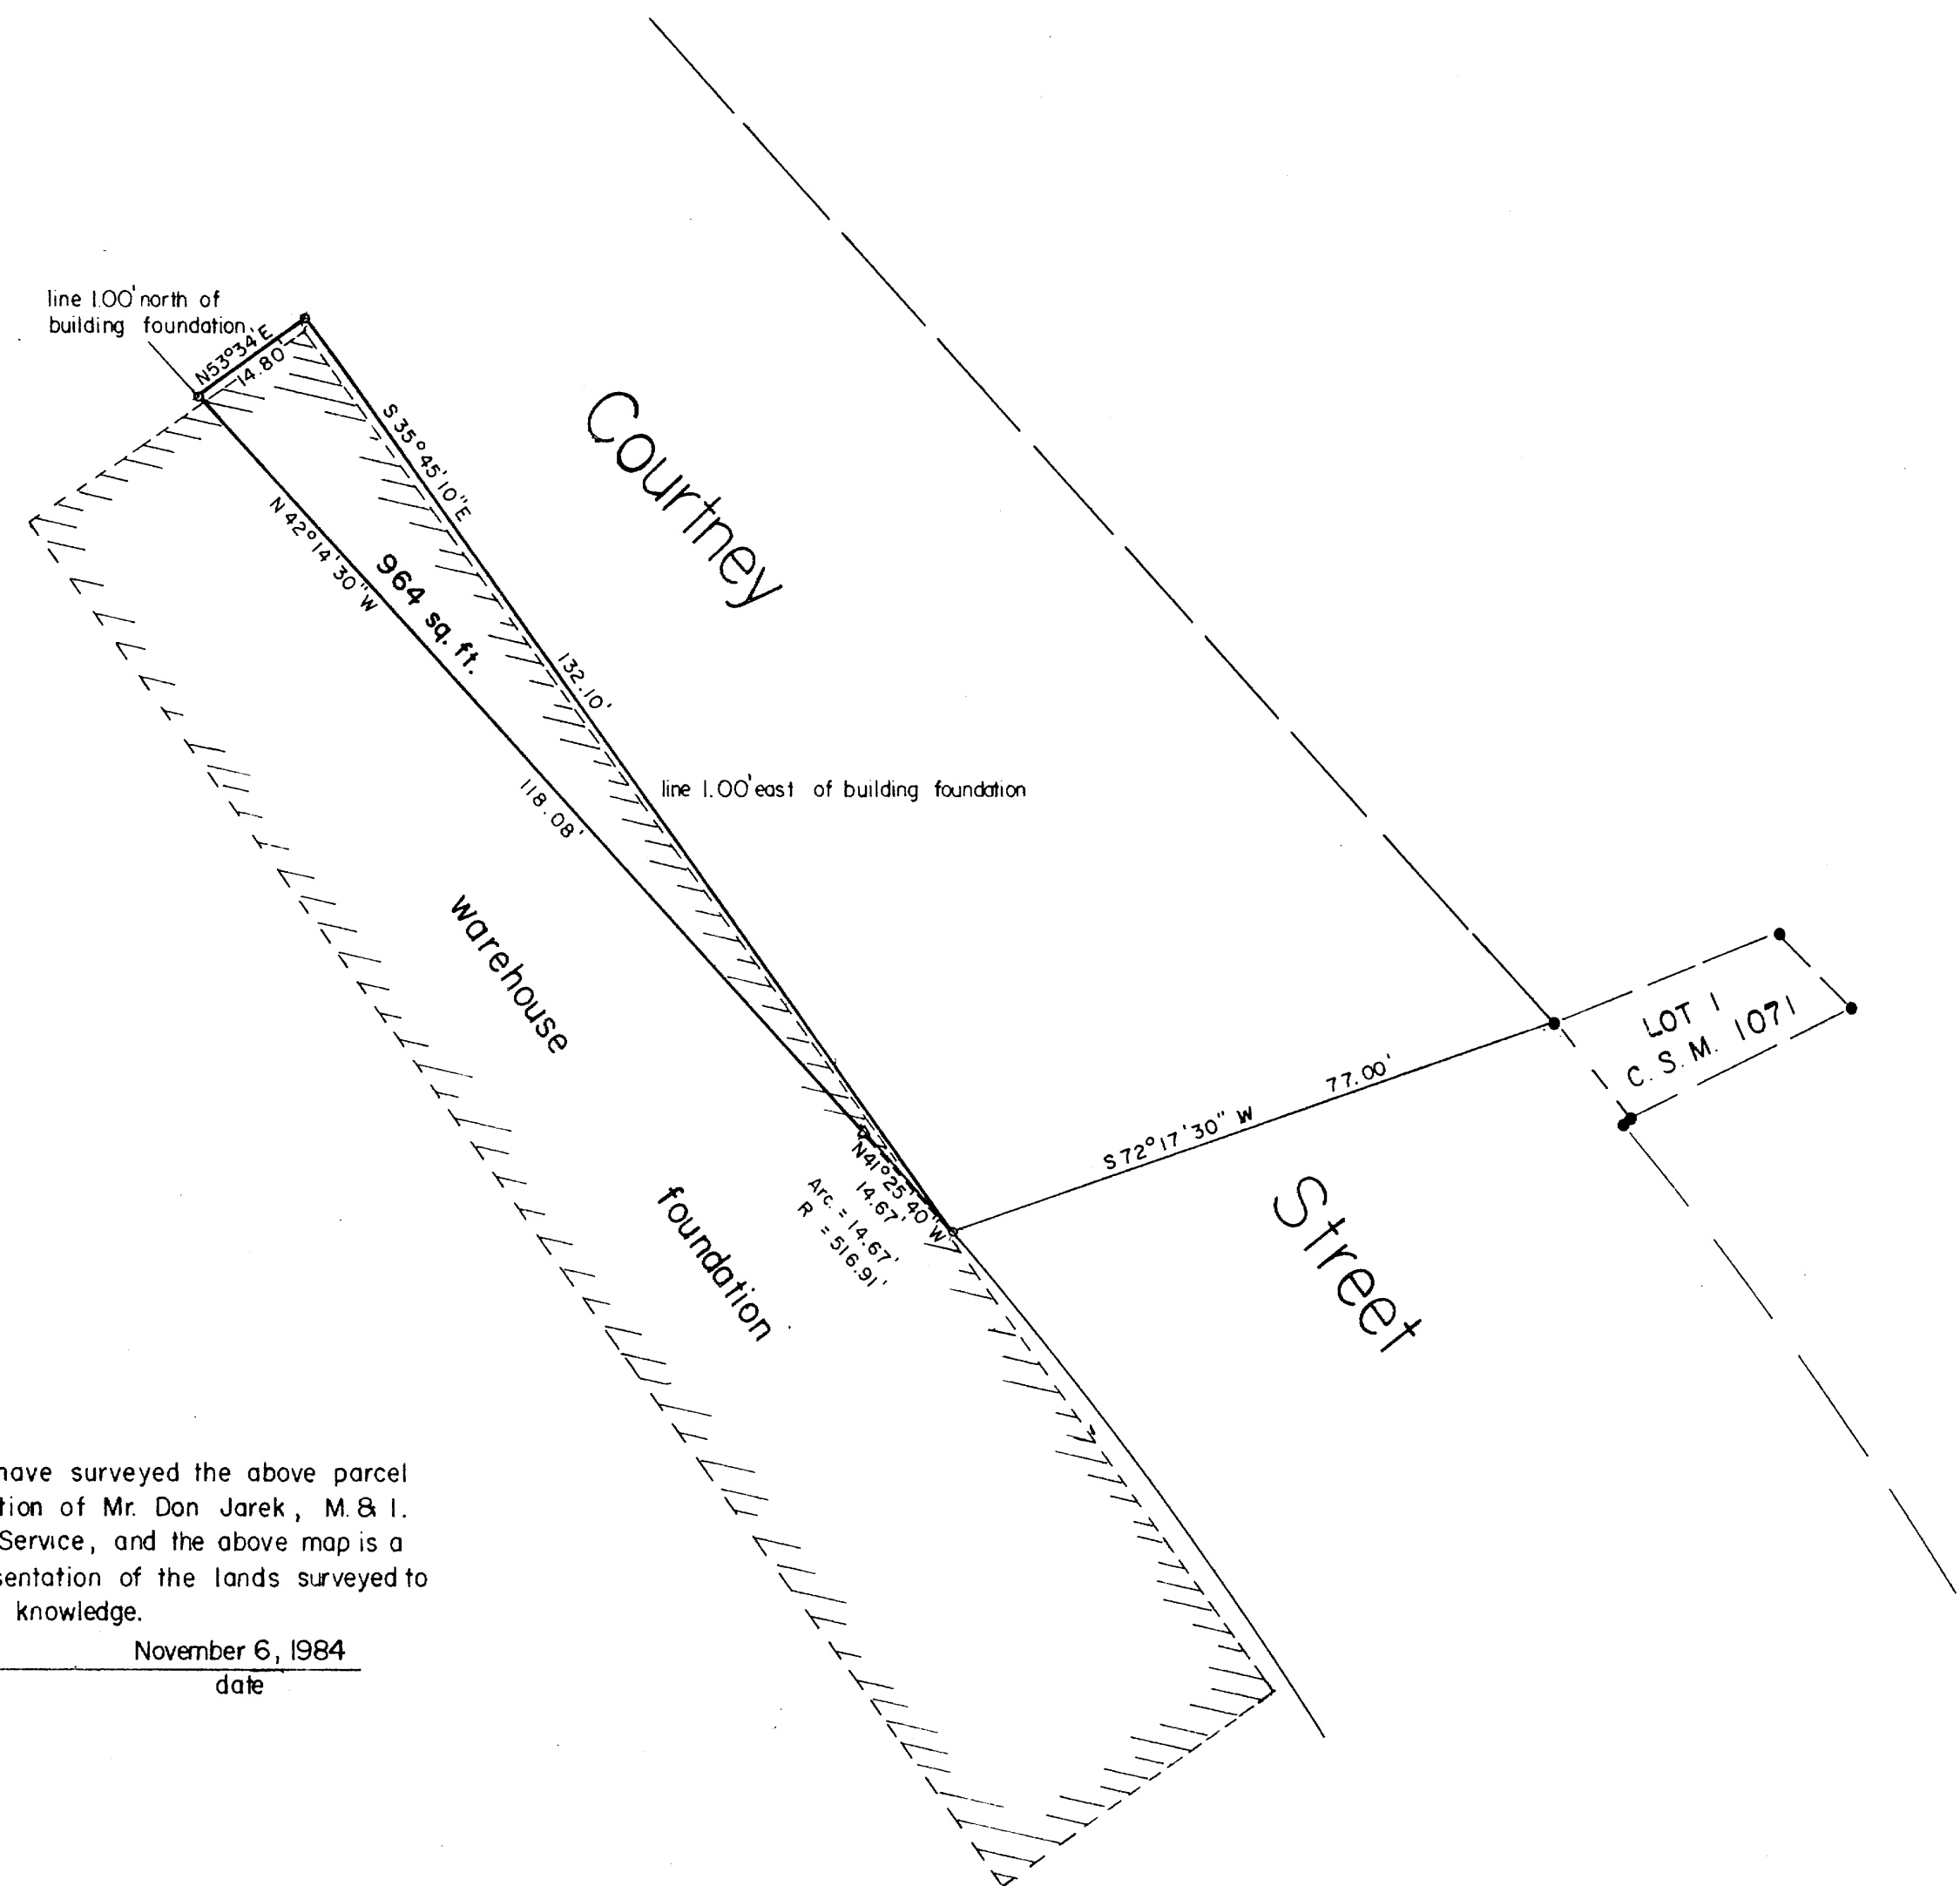 line 1.00' north of
building foundation
N53°34'E
14.80
S 35°45'10"E
Courtney
N 42°14'30"W
964 sq. ft.
132.10'
line 1.00' east of building foundation
118.08'
warehouse
foundation
LOT 1
C. S. M. 1071
77.00'
S 72°17'30" W
N41°25'40"W
14.67'
Arc. = 14.67'
R = 516.91'
Street
have surveyed the above parcel
tion of Mr. Don Jarek, M. & I.
Service, and the above map is a
sentation of the lands surveyed to
knowledge.
November 6, 1984
date